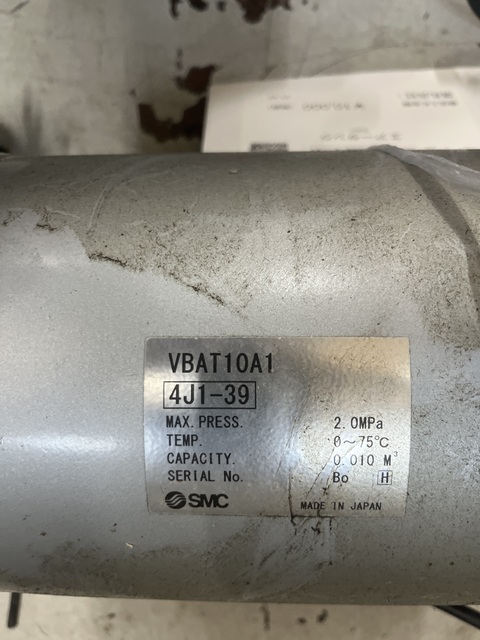 VBAT10A1
4J1-39
MAX. PRESS. 2.0MPa
TEMP. 0~75℃
CAPACITY. 0.010 M³
SERIAL No. Bo H
SMC MADE IN JAPAN